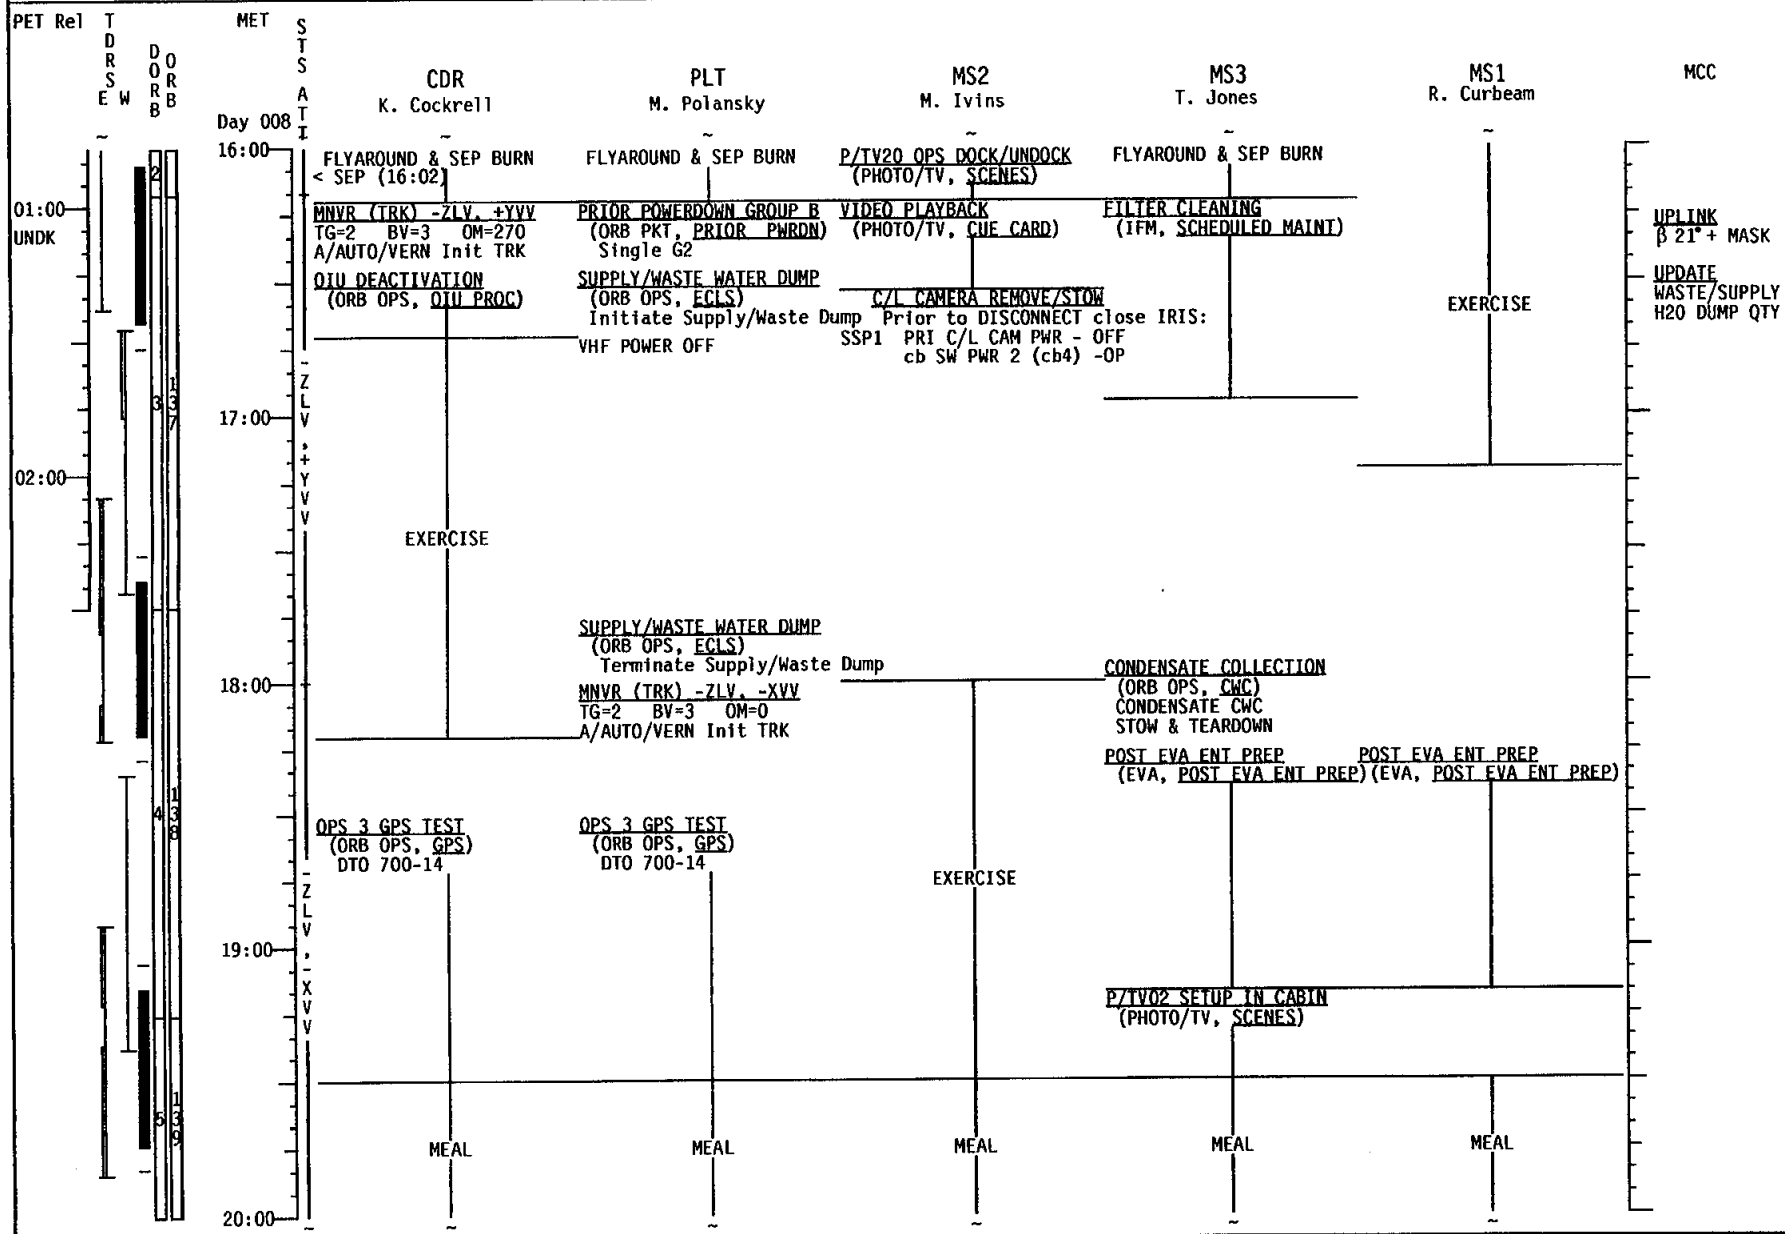 PET Rel
TDRS
E W
DORB
ORB
MET
STS ATT
Day 008
CDR
K. Cockrell
PLT
M. Polansky
MS2
M. Ivins
MS3
T. Jones
MS1
R. Curbeam
MCC
16:00
FLYAROUND & SEP BURN
< SEP (16:02)
FLYAROUND & SEP BURN
P/TV20 OPS DOCK/UNDOCK
(PHOTO/TV, SCENES)
FLYAROUND & SEP BURN
2
01:00
UNDK
MNVR (TRK) -ZLV, +YVV
TG=2 BV=3 OM=270
A/AUTO/VERN Init TRK
OIU DEACTIVATION
(ORB OPS, OIU PROC)
PRIOR POWERDOWN GROUP B
(ORB PKT, PRIOR PWRDN)
Single G2
SUPPLY/WASTE WATER DUMP
(ORB OPS, ECLS)
Initiate Supply/Waste Dump
VHF POWER OFF
VIDEO PLAYBACK
(PHOTO/TV, CUE CARD)
C/L CAMERA REMOVE/STOW
Prior to DISCONNECT close IRIS:
SSP1 PRI C/L CAM PWR - OFF
cb SW PWR 2 (cb4) -OP
FILTER CLEANING
(IFM, SCHEDULED MAINT)
EXERCISE
UPLINK
β 21°+ MASK
UPDATE
WASTE/SUPPLY
H2O DUMP QTY
3
137
17:00
-ZLV,+YVV
02:00
EXERCISE
SUPPLY/WASTE WATER DUMP
(ORB OPS, ECLS)
Terminate Supply/Waste Dump
MNVR (TRK) -ZLV, -XVV
TG=2 BV=3 OM=0
A/AUTO/VERN Init TRK
18:00
CONDENSATE COLLECTION
(ORB OPS, CWC)
CONDENSATE CWC
STOW & TEARDOWN
POST EVA ENT PREP
(EVA, POST EVA ENT PREP)
POST EVA ENT PREP
(EVA, POST EVA ENT PREP)
4
138
OPS 3 GPS TEST
(ORB OPS, GPS)
DTO 700-14
OPS 3 GPS TEST
(ORB OPS, GPS)
DTO 700-14
EXERCISE
-ZLV,-XVV
19:00
P/TV02 SETUP IN CABIN
(PHOTO/TV, SCENES)
5
139
MEAL
MEAL
MEAL
MEAL
MEAL
20:00